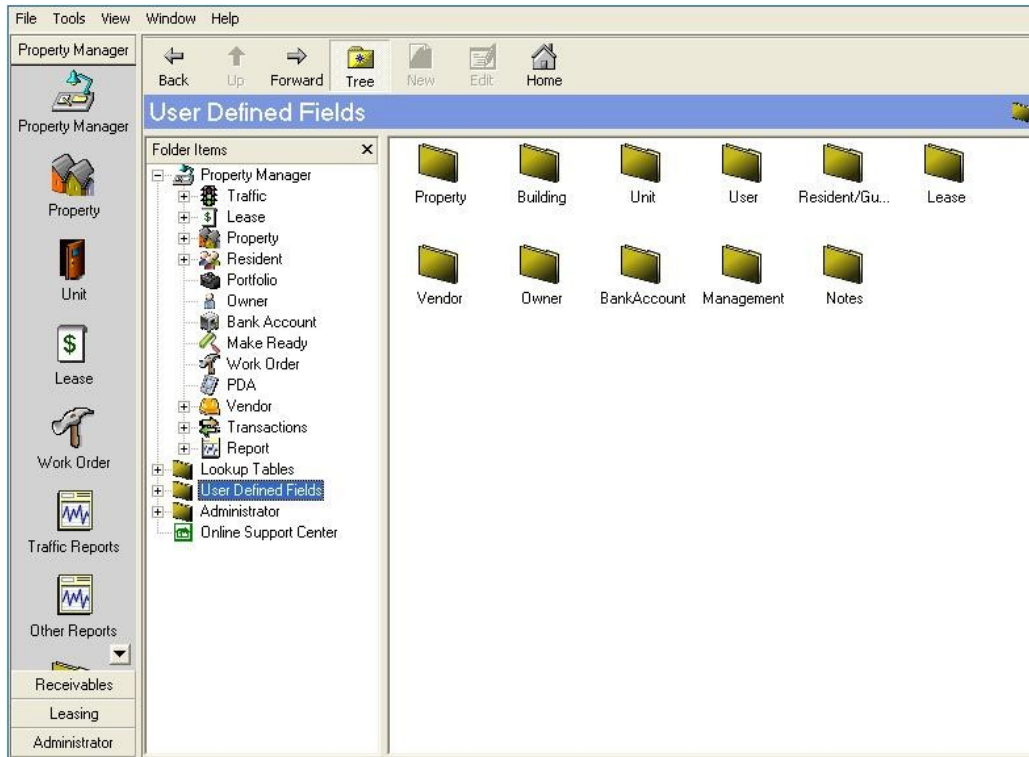 File Tools View Window Help
Property Manager
Property Manager
Property
Unit
Lease
Work Order
Traffic Reports
Other Reports
Receivables
Leasing
Administrator
Back Up Forward Tree New Edit Home
User Defined Fields
Folder Items
Property Manager
Traffic
Lease
Property
Resident
Portfolio
Owner
Bank Account
Make Ready
Work Order
PDA
Vendor
Transactions
Report
Lookup Tables
User Defined Fields
Administrator
Online Support Center
Property Building Unit User Resident/Gu... Lease
Vendor Owner BankAccount Management Notes